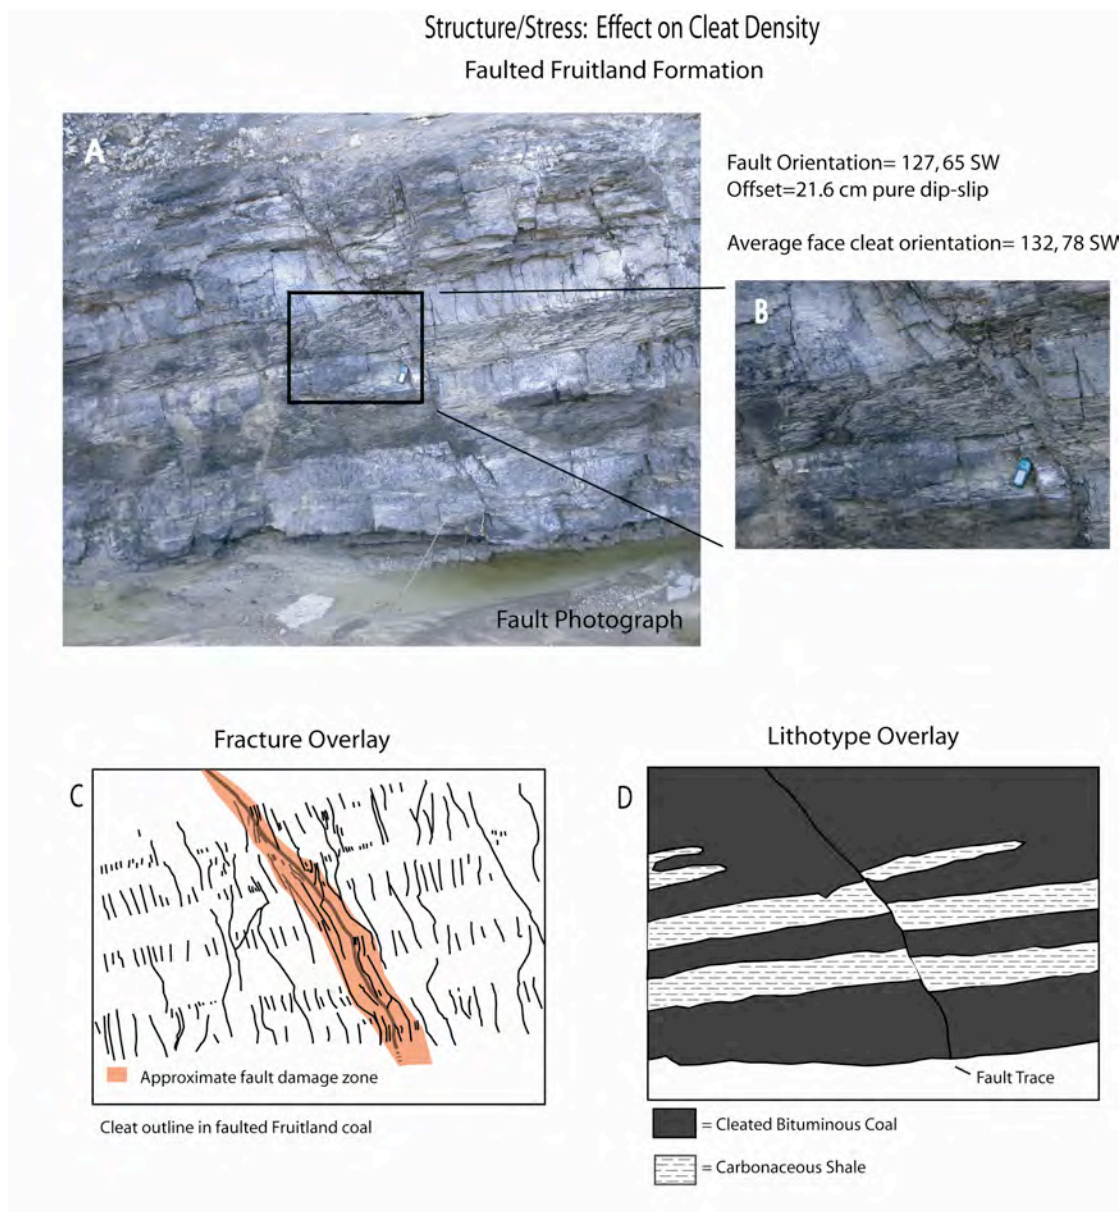 Structure/Stress: Effect on Cleat Density
Faulted Fruitland Formation
A
Fault Orientation= 127, 65 SW
Offset=21.6 cm pure dip-slip
Average face cleat orientation= 132, 78 SW
B
Fault Photograph
Fracture Overlay
C
Approximate fault damage zone
Cleat outline in faulted Fruitland coal
Lithotype Overlay
D
Fault Trace
= Cleated Bituminous Coal
= Carbonaceous Shale